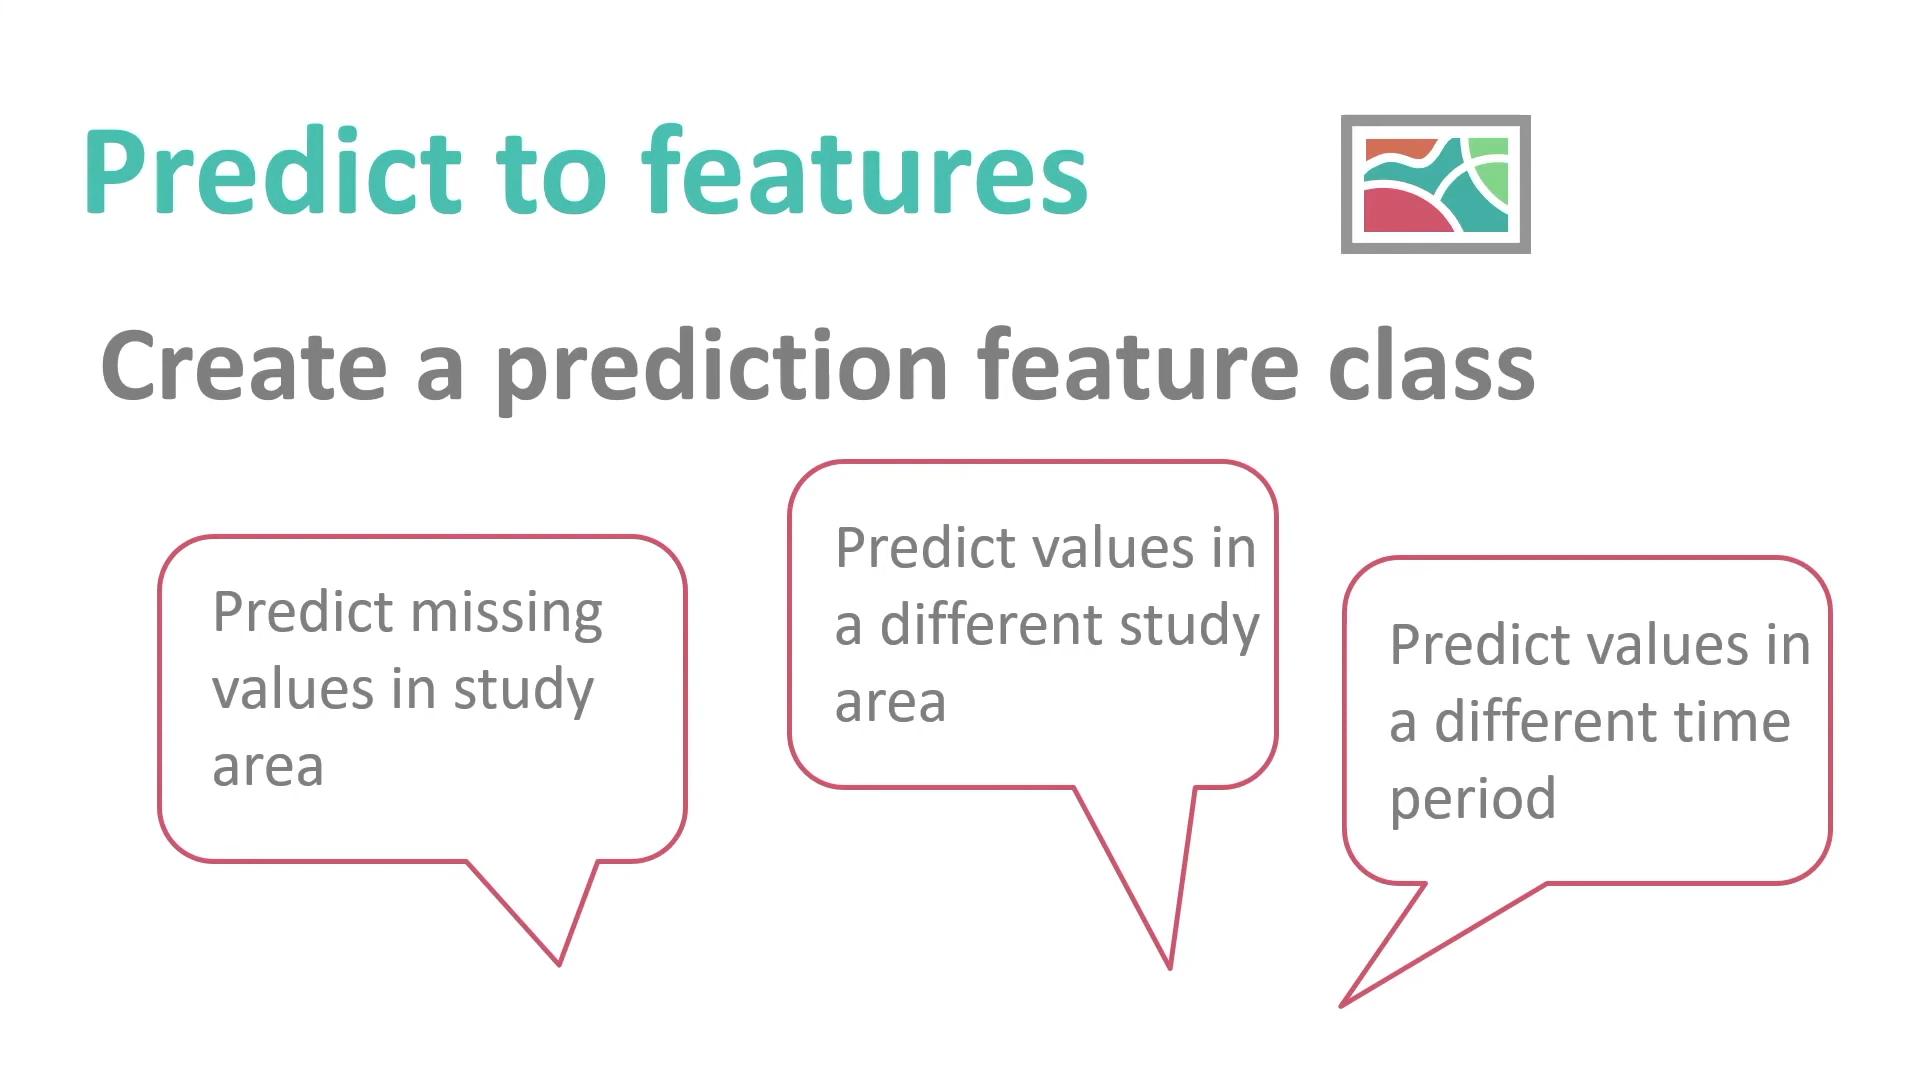 Predict to features
Create a prediction feature class
Predict missing
values in study
area
Predict values in
a different study
area
Predict values in
a different time
period